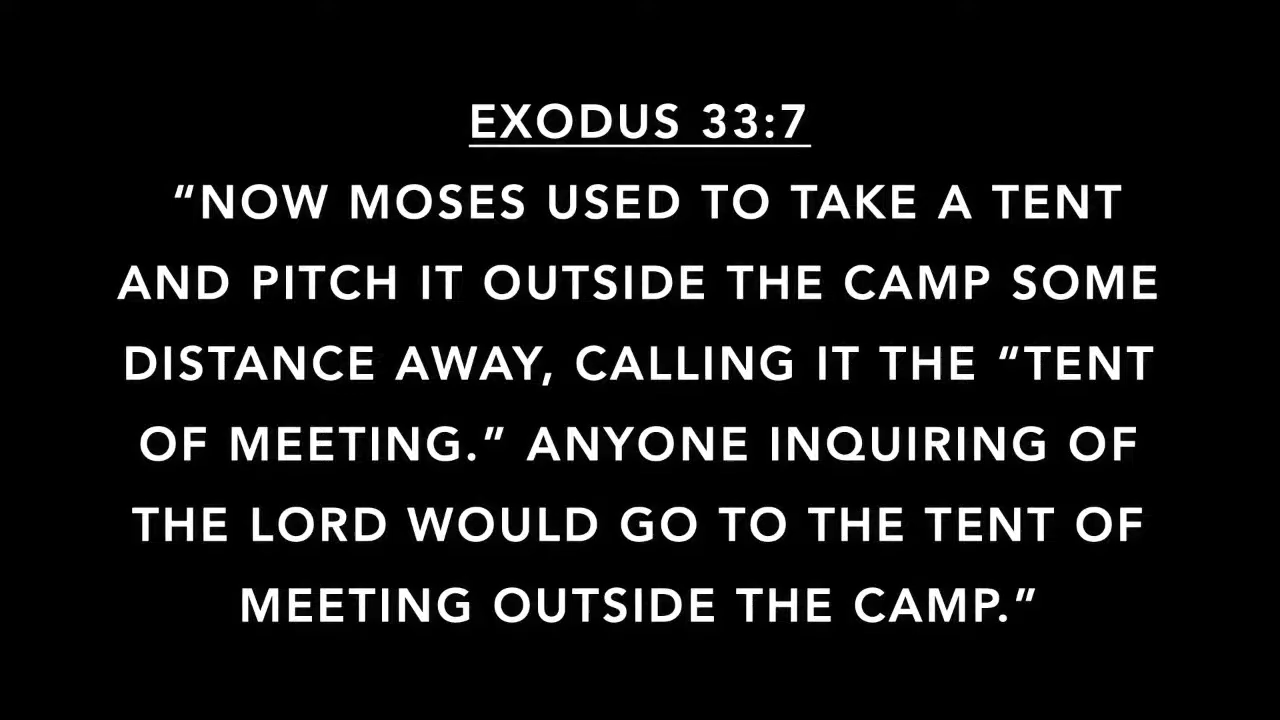 EXODUS 33:7
“NOW MOSES USED TO TAKE A TENT
AND PITCH IT OUTSIDE THE CAMP SOME
DISTANCE AWAY, CALLING IT THE “TENT
OF MEETING.” ANYONE INQUIRING OF
THE LORD WOULD GO TO THE TENT OF
MEETING OUTSIDE THE CAMP.”